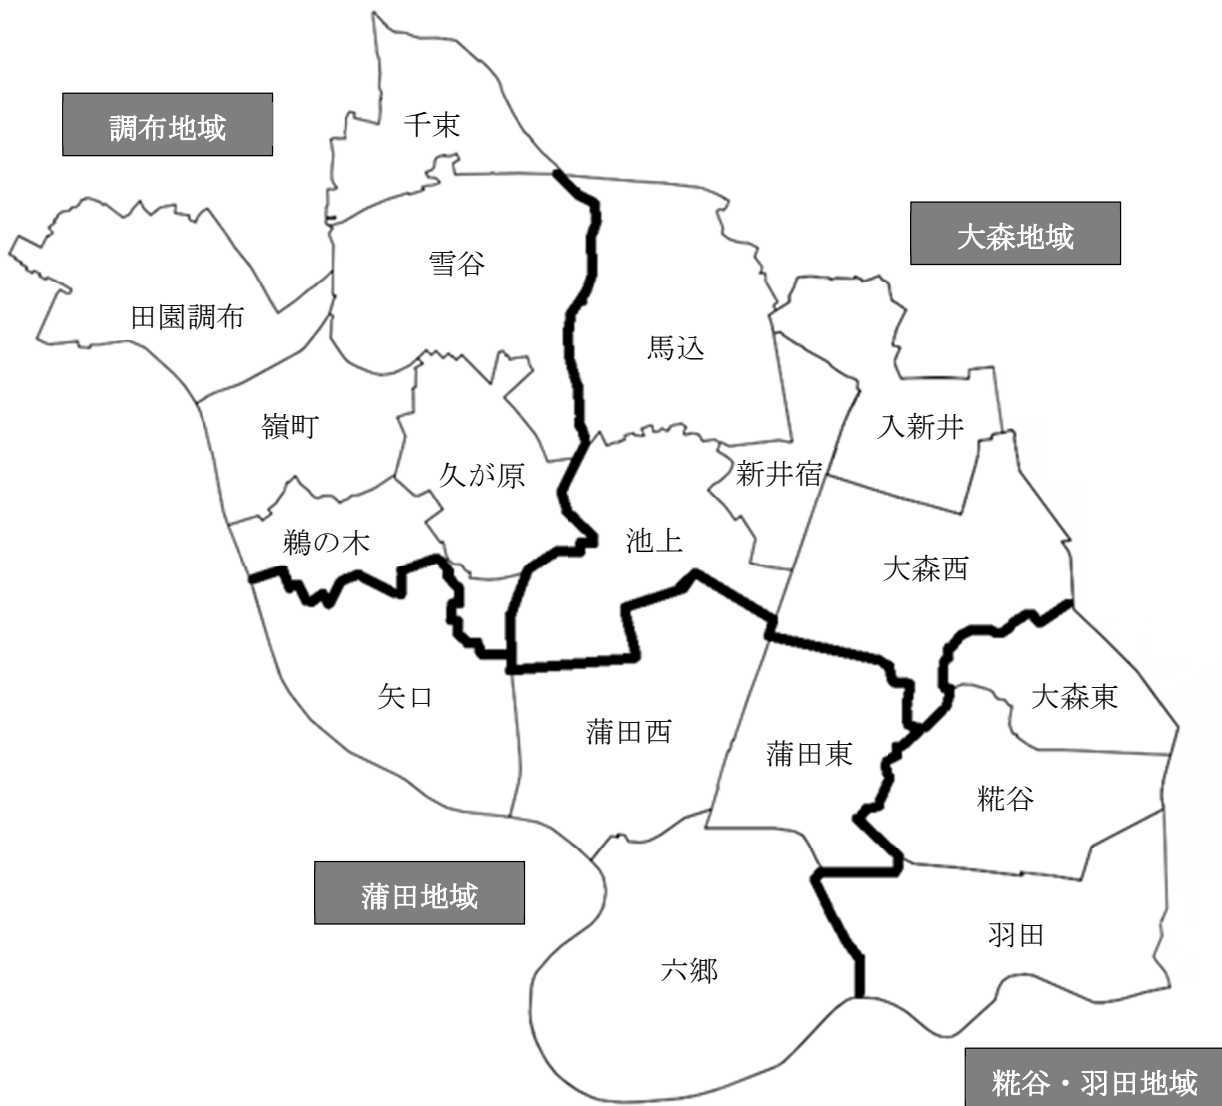 調布地域
千束
大森地域
雪谷
田園調布
馬込
嶺町
入新井
久が原
新井宿
鵜の木
池上
大森西
矢口
大森東
蒲田西
蒲田東
糀谷
蒲田地域
羽田
六郷
糀谷・羽田地域